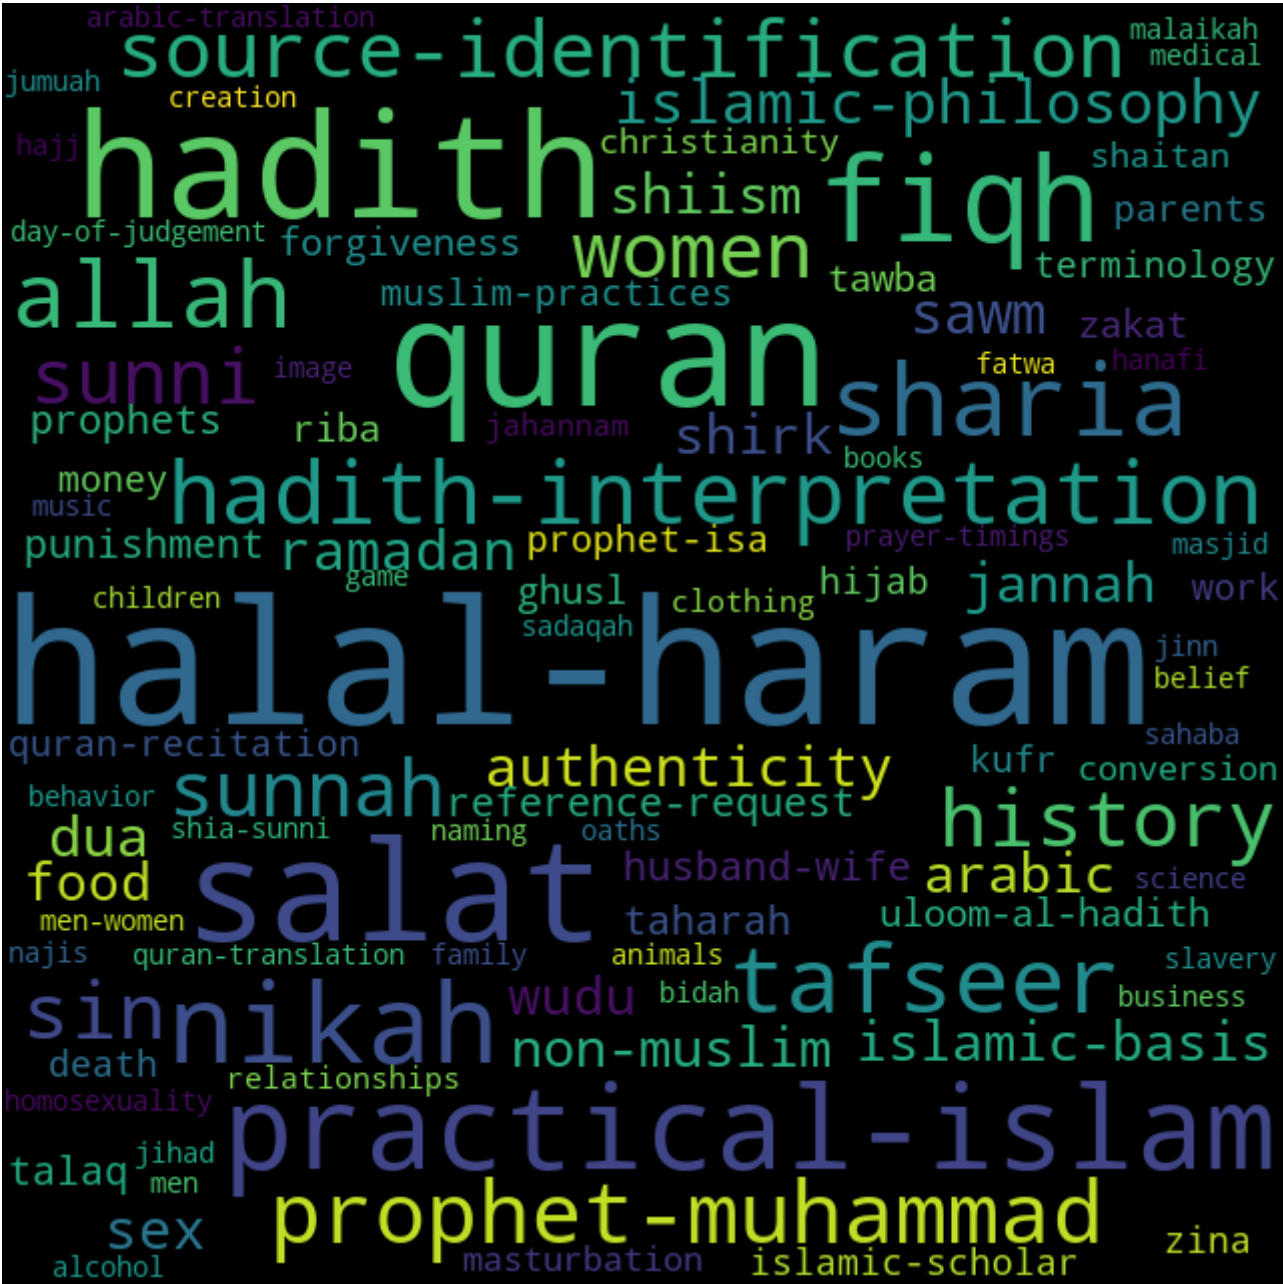 arabic-translation
source-identification
malaikah
medical
jumuah
creation
islamic-philosophy
hajj
hadith
christianity
fiqh
shaitan
shiism
parents
day-of-judgement
forgiveness
women
terminology
allah
tawba
muslim-practices
sawm
zakat
quran
sunni
image
fatwa
hanafi
sharia
prophets
riba
jahannam
shirk
books
money
hadith-interpretation
music
punishment
ramadan
prophet-isa
prayer-timings
masjid
game
children
ghusl
clothing
hijab
jannah
work
sadaqah
halal-haram
jinn
belief
quran-recitation
sahaba
authenticity
kufr
conversion
behavior
sunnah
reference-request
history
dua
shia-sunni
naming
oaths
food
salat
husband-wife
arabic
science
men-women
taharah
uloom-al-hadith
najis
quran-translation
family
animals
tafseer
slavery
sin
nikah
wudu
bidah
business
death
non-muslim
islamic-basis
relationships
homosexuality
practical-islam
talaq
jihad
men
prophet-muhammad
sex
zina
alcohol
masturbation
islamic-scholar